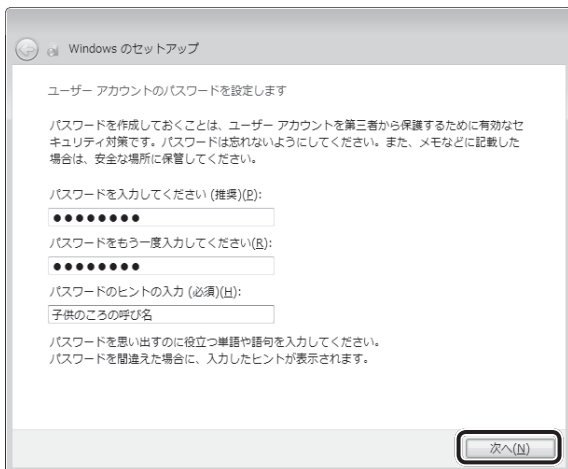 Windows のセットアップ
ユーザー アカウントのパスワードを設定します
パスワードを作成しておくことは、ユーザー アカウントを第三者から保護するために有効なセ
キュリティ対策です。パスワードは忘れないようにしてください。また、メモなどに記載した
場合は、安全な場所に保管してください。
パスワードを入力してください (推奨)(P):
●●●●●●●●
パスワードをもう一度入力してください(R):
●●●●●●●●
パスワードのヒントの入力 (必須)(H):
子供のころの呼び名
パスワードを思い出すのに役立つ単語や語句を入力してください。
パスワードを間違えた場合に、入力したヒントが表示されます。
次へ(N)